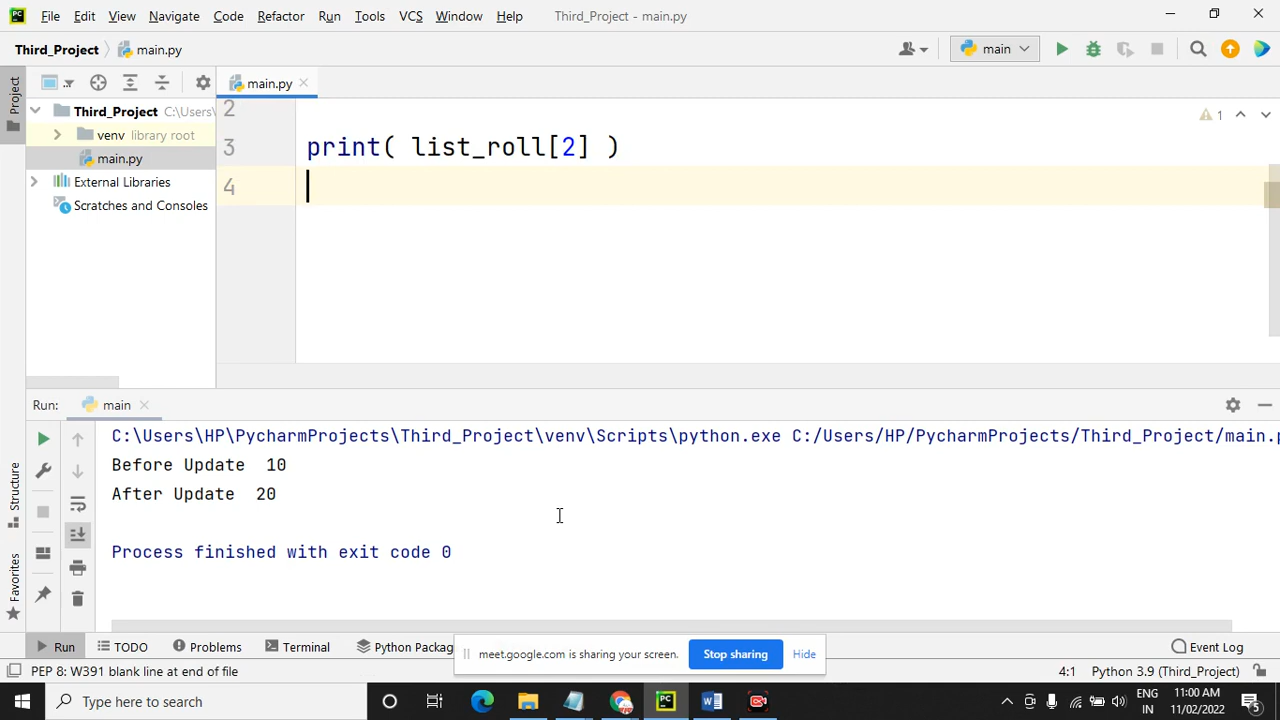 File Edit View Navigate Code Refactor Run Tools VCS Window Help Third_Project - main.py
Third_Project main.py main
Project main.py
Third_Project C:\Users\
venv library root
main.py
External Libraries
Scratches and Consoles
2
3 print( list_roll[2] )
4
1
Run: main
C:\Users\HP\PycharmProjects\Third_Project\venv\Scripts\python.exe C:/Users/HP/PycharmProjects/Third_Project/main.p
Before Update 10
After Update 20
Process finished with exit code 0
Structure
Favorites
Run TODO Problems Terminal Python Packag Event Log
meet.google.com is sharing your screen. Stop sharing Hide
PEP 8: W391 blank line at end of file 4:1 Python 3.9 (Third_Project)
Type here to search
ENG 11:00 AM
IN 11/02/2022 5